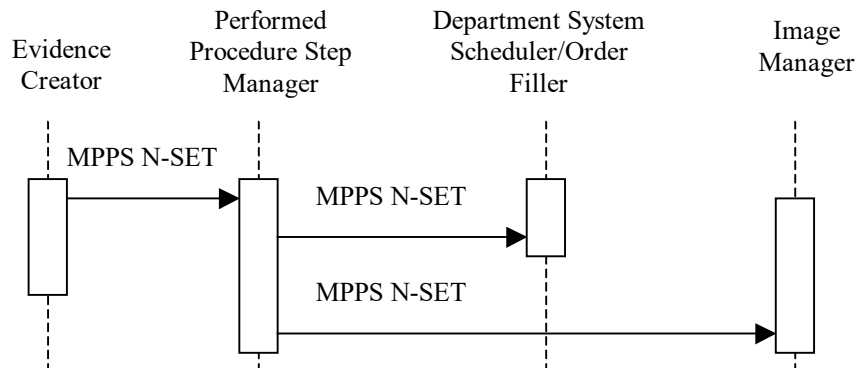 Evidence
Creator
Performed
Procedure Step
Manager
Department System
Scheduler/Order
Filler
Image
Manager
MPPS N-SET
MPPS N-SET
MPPS N-SET